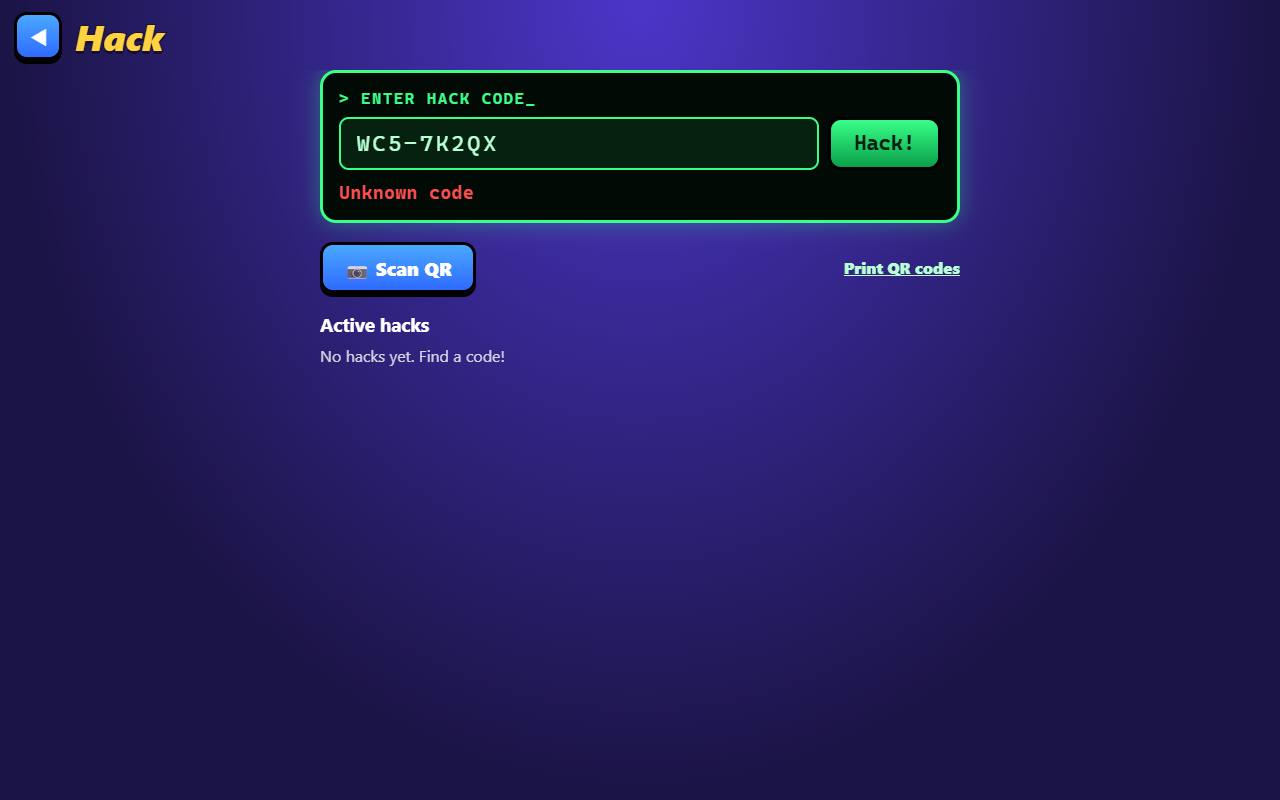 Hack
> ENTER HACK CODE_
WC5-7K2QX
Hack!
Unknown code
Scan QR
Print QR codes
Active hacks
No hacks yet. Find a code!